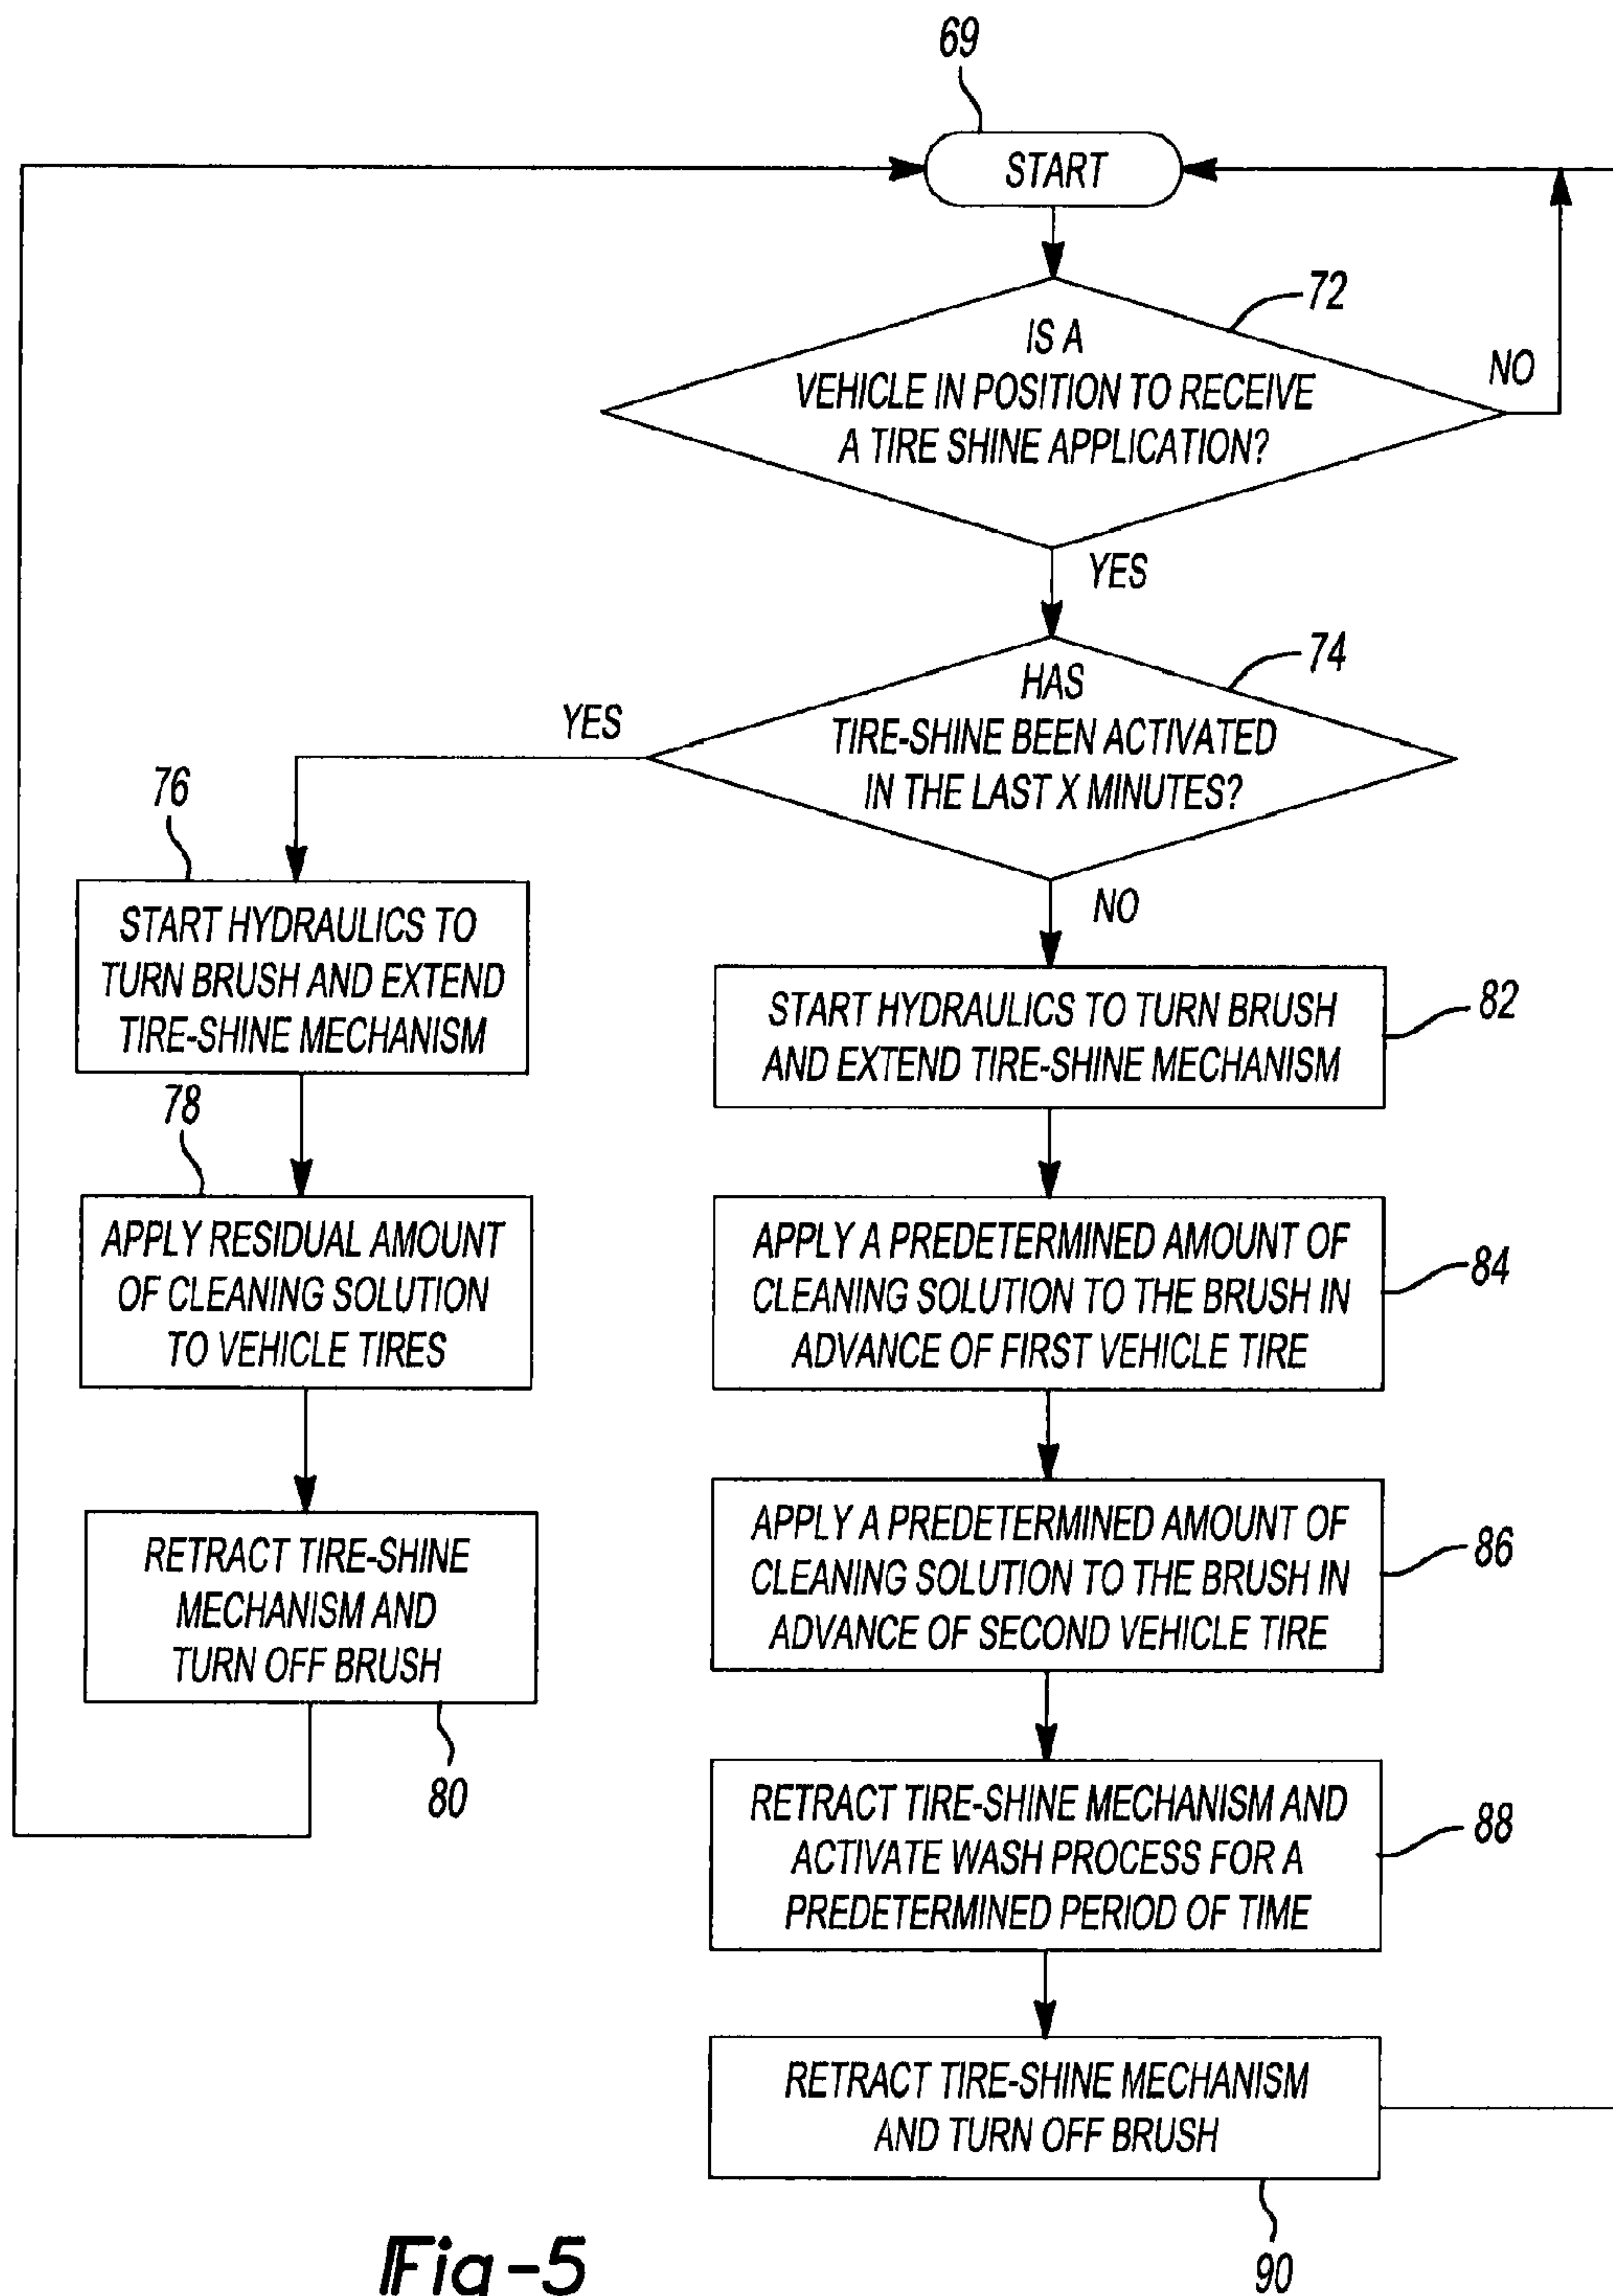 69
START
72
IS A
VEHICLE IN POSITION TO RECEIVE
A TIRE SHINE APPLICATION?
NO
YES
74
HAS
TIRE-SHINE BEEN ACTIVATED
IN THE LAST X MINUTES?
YES
NO
76
START HYDRAULICS TO
TURN BRUSH AND EXTEND
TIRE-SHINE MECHANISM
78
APPLY RESIDUAL AMOUNT
OF CLEANING SOLUTION
TO VEHICLE TIRES
RETRACT TIRE-SHINE
MECHANISM AND
TURN OFF BRUSH
80
START HYDRAULICS TO TURN BRUSH
AND EXTEND TIRE-SHINE MECHANISM
82
APPLY A PREDETERMINED AMOUNT OF
CLEANING SOLUTION TO THE BRUSH IN
ADVANCE OF FIRST VEHICLE TIRE
84
APPLY A PREDETERMINED AMOUNT OF
CLEANING SOLUTION TO THE BRUSH IN
ADVANCE OF SECOND VEHICLE TIRE
86
RETRACT TIRE-SHINE MECHANISM AND
ACTIVATE WASH PROCESS FOR A
PREDETERMINED PERIOD OF TIME
88
RETRACT TIRE-SHINE MECHANISM
AND TURN OFF BRUSH
90
Fig-5